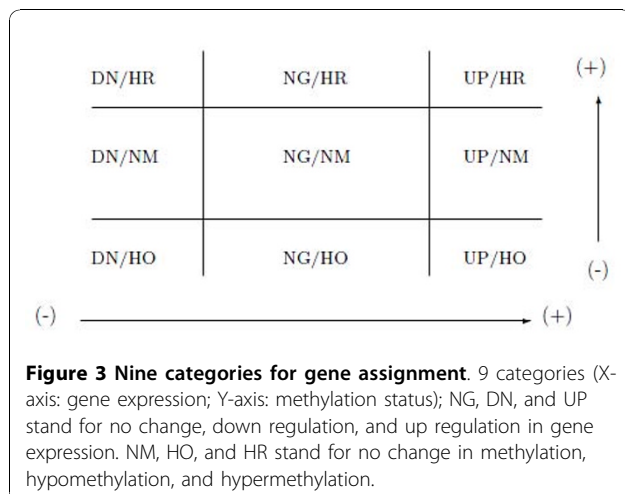 DN/HR NG/HR UP/HR (+)
DN/NM NG/NM UP/NM
DN/HO NG/HO UP/HO (-)
(-) (+)
Figure 3 Nine categories for gene assignment. 9 categories (X-
axis: gene expression; Y-axis: methylation status); NG, DN, and UP
stand for no change, down regulation, and up regulation in gene
expression. NM, HO, and HR stand for no change in methylation,
hypomethylation, and hypermethylation.